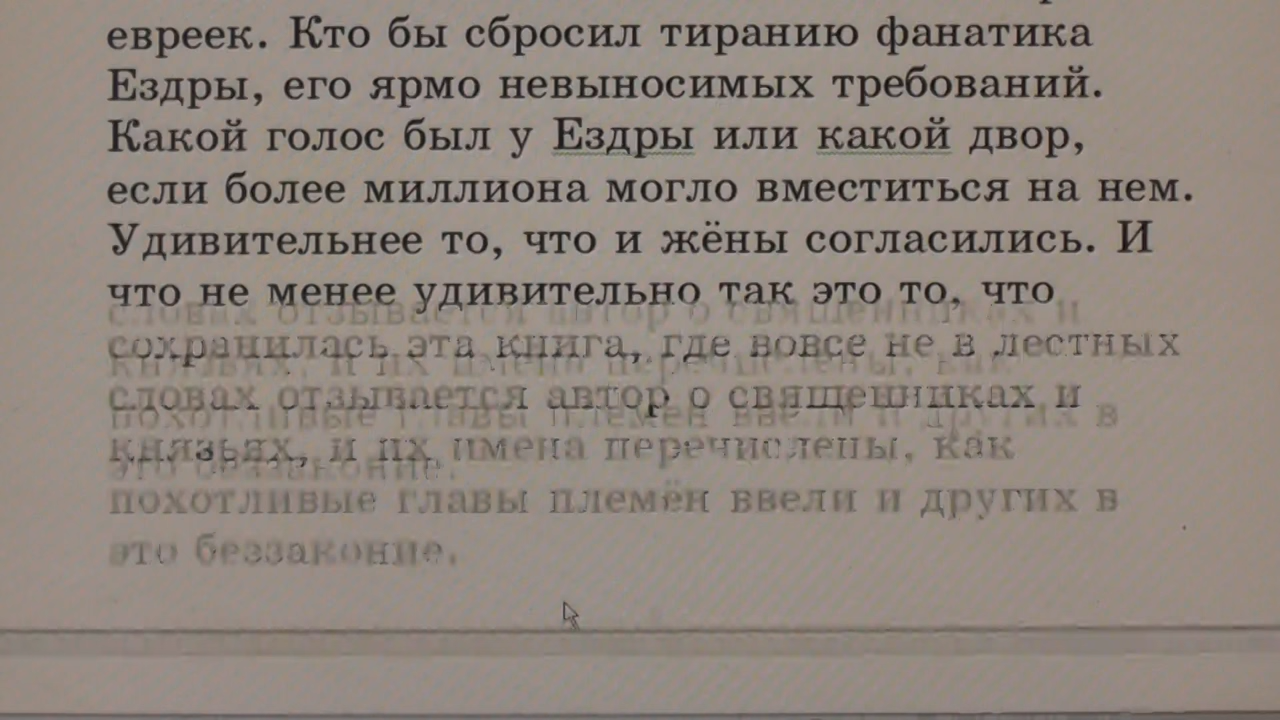 евреек. Кто бы сбросил тиранию фанатика
Ездры, его ярмо невыносимых требований.
Какой голос был у Ездры или какой двор,
если более миллиона могло вместиться на нем.
Удивительнее то, что и жёны согласились. И
что не менее удивительно так это то, что
сохранилась эта книга, где вовсе не в лестных
словах отзывается автор о священниках и
князьях, и их имена перечислены, как
похотливые главы племён ввели и других в
это беззаконие.